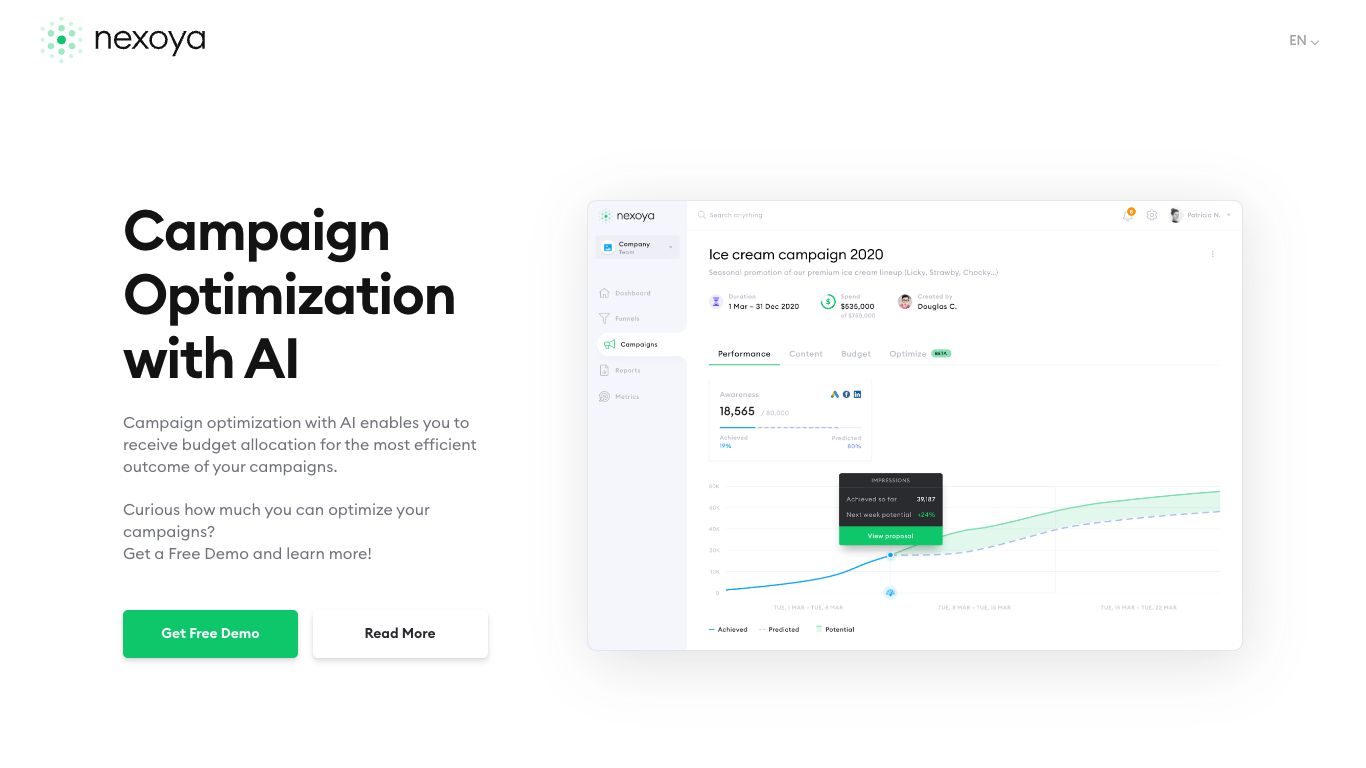 nexoya
EN
Campaign
Optimization
with AI
Campaign optimization with AI enables you to
receive budget allocation for the most efficient
outcome of your campaigns.
Curious how much you can optimize your
campaigns?
Get a Free Demo and learn more!
Get Free Demo
Read More
nexoya
Search anything
Patricia N.
Company
Team
Dashboard
Funnels
Campaigns
Reports
Metrics
Ice cream campaign 2020
Seasonal promotion of our premium ice cream lineup (Licky, Strawby, Chocky...)
Duration
1 Mar – 31 Dec 2020
Spend
$536,000
of $750,000
Created by
Douglas C.
Performance
Content
Budget
Optimize
BETA
Awareness
18,565 / 80,000
Achieved
19%
Predicted
80%
IMPRESSIONS
Achieved so far 39,187
Next week potential +24%
View proposal
40K
20K
10K
0
TUE, 1 MAR – TUE, 8 MAR
TUE, 8 MAR – TUE, 15 MAR
TUE, 15 MAR – TUE, 22 MAR
Achieved
Predicted
Potential